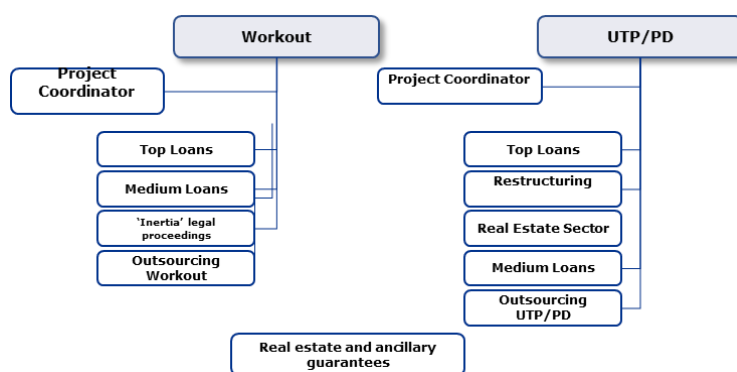 Workout
UTP/PD
Project
Coordinator
Project Coordinator
Top Loans
Top Loans
Medium Loans
Restructuring
‘Inertia’ legal
proceedings
Real Estate Sector
Outsourcing
Workout
Medium Loans
Outsourcing
UTP/PD
Real estate and ancillary
guarantees